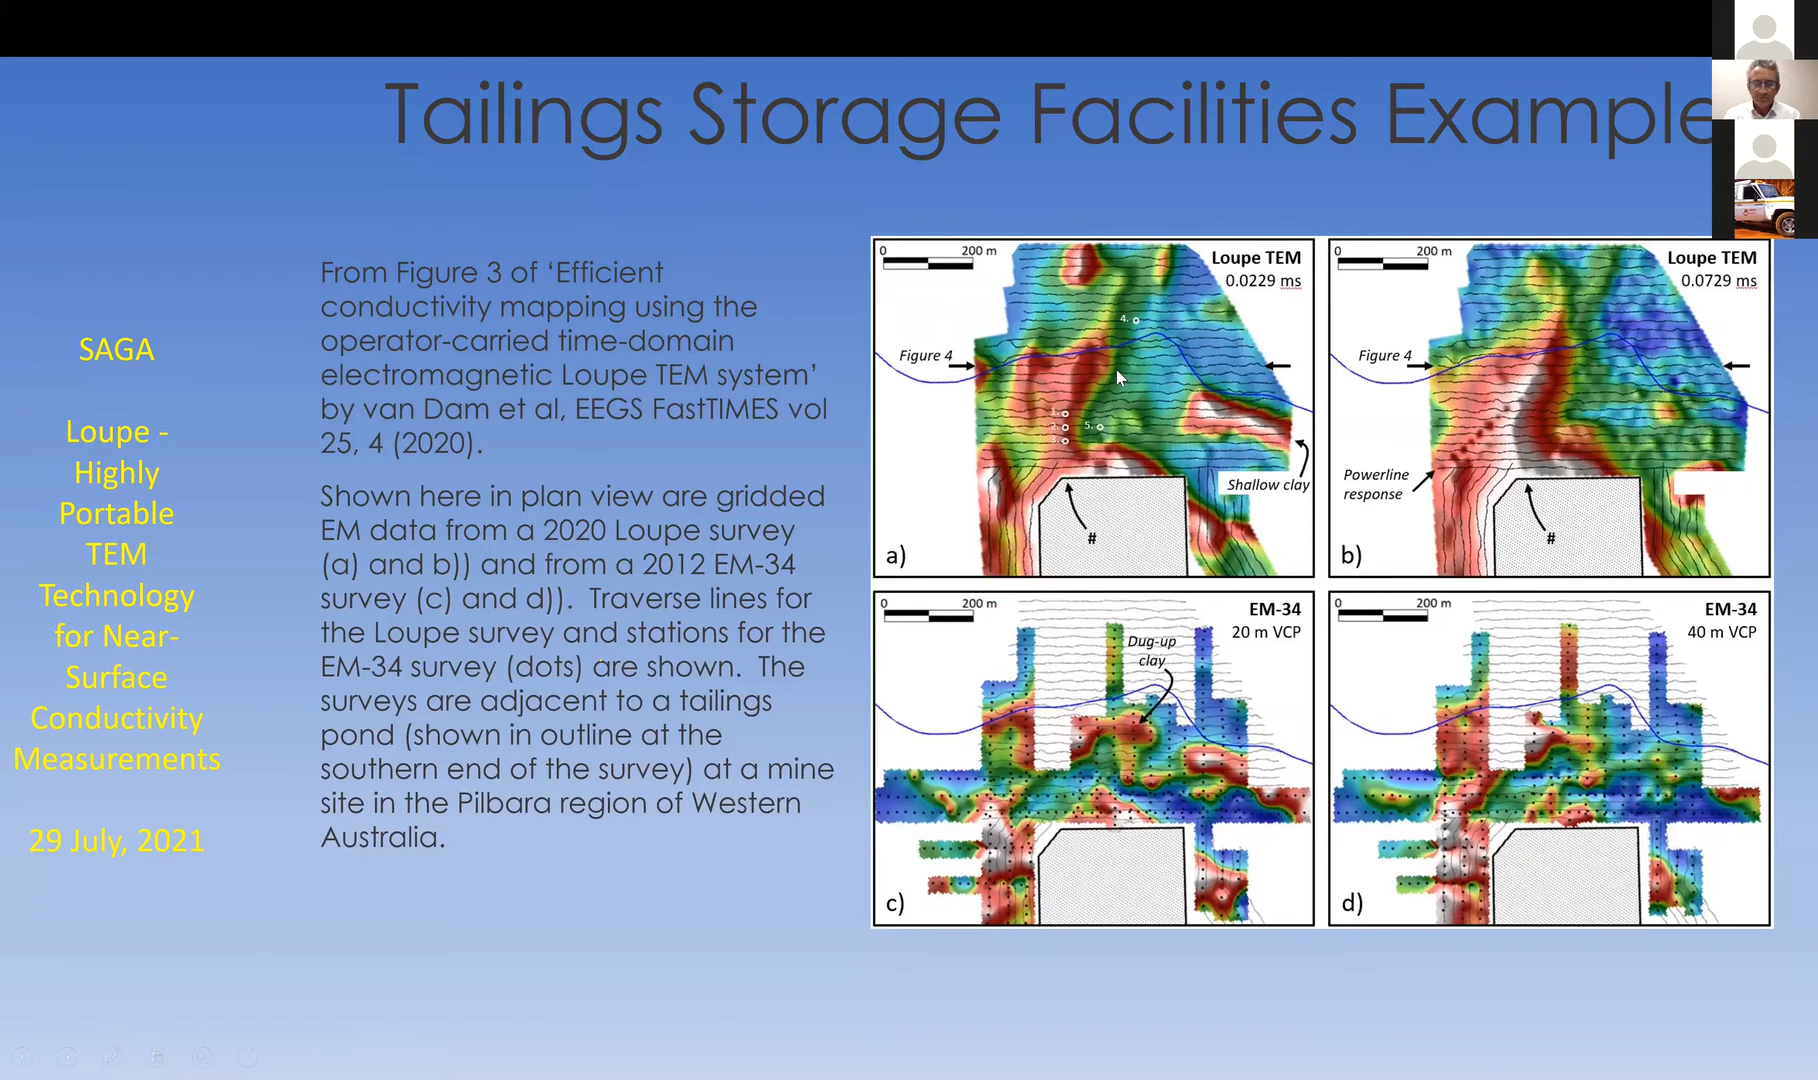 Tailings Storage Facilities Example
SAGA
Loupe -
Highly
Portable
TEM
Technology
for Near-
Surface
Conductivity
Measurements
29 July, 2021
From Figure 3 of ‘Efficient
conductivity mapping using the
operator-carried time-domain
electromagnetic Loupe TEM system’
by van Dam et al, EEGS FastTIMES vol
25, 4 (2020).
Shown here in plan view are gridded
EM data from a 2020 Loupe survey
(a) and b)) and from a 2012 EM-34
survey (c) and d)).  Traverse lines for
the Loupe survey and stations for the
EM-34 survey (dots) are shown.  The
surveys are adjacent to a tailings
pond (shown in outline at the
southern end of the survey) at a mine
site in the Pilbara region of Western
Australia.
0 200 m
Loupe TEM
0.0229 ms
4.
Figure 4
1.
2. 5.
3.
Shallow clay
#
a)
0 200 m
Loupe TEM
0.0729 ms
Figure 4
Powerline
response
#
b)
0 200 m
EM-34
20 m VCP
Dug-up
clay
c)
0 200 m
EM-34
40 m VCP
d)